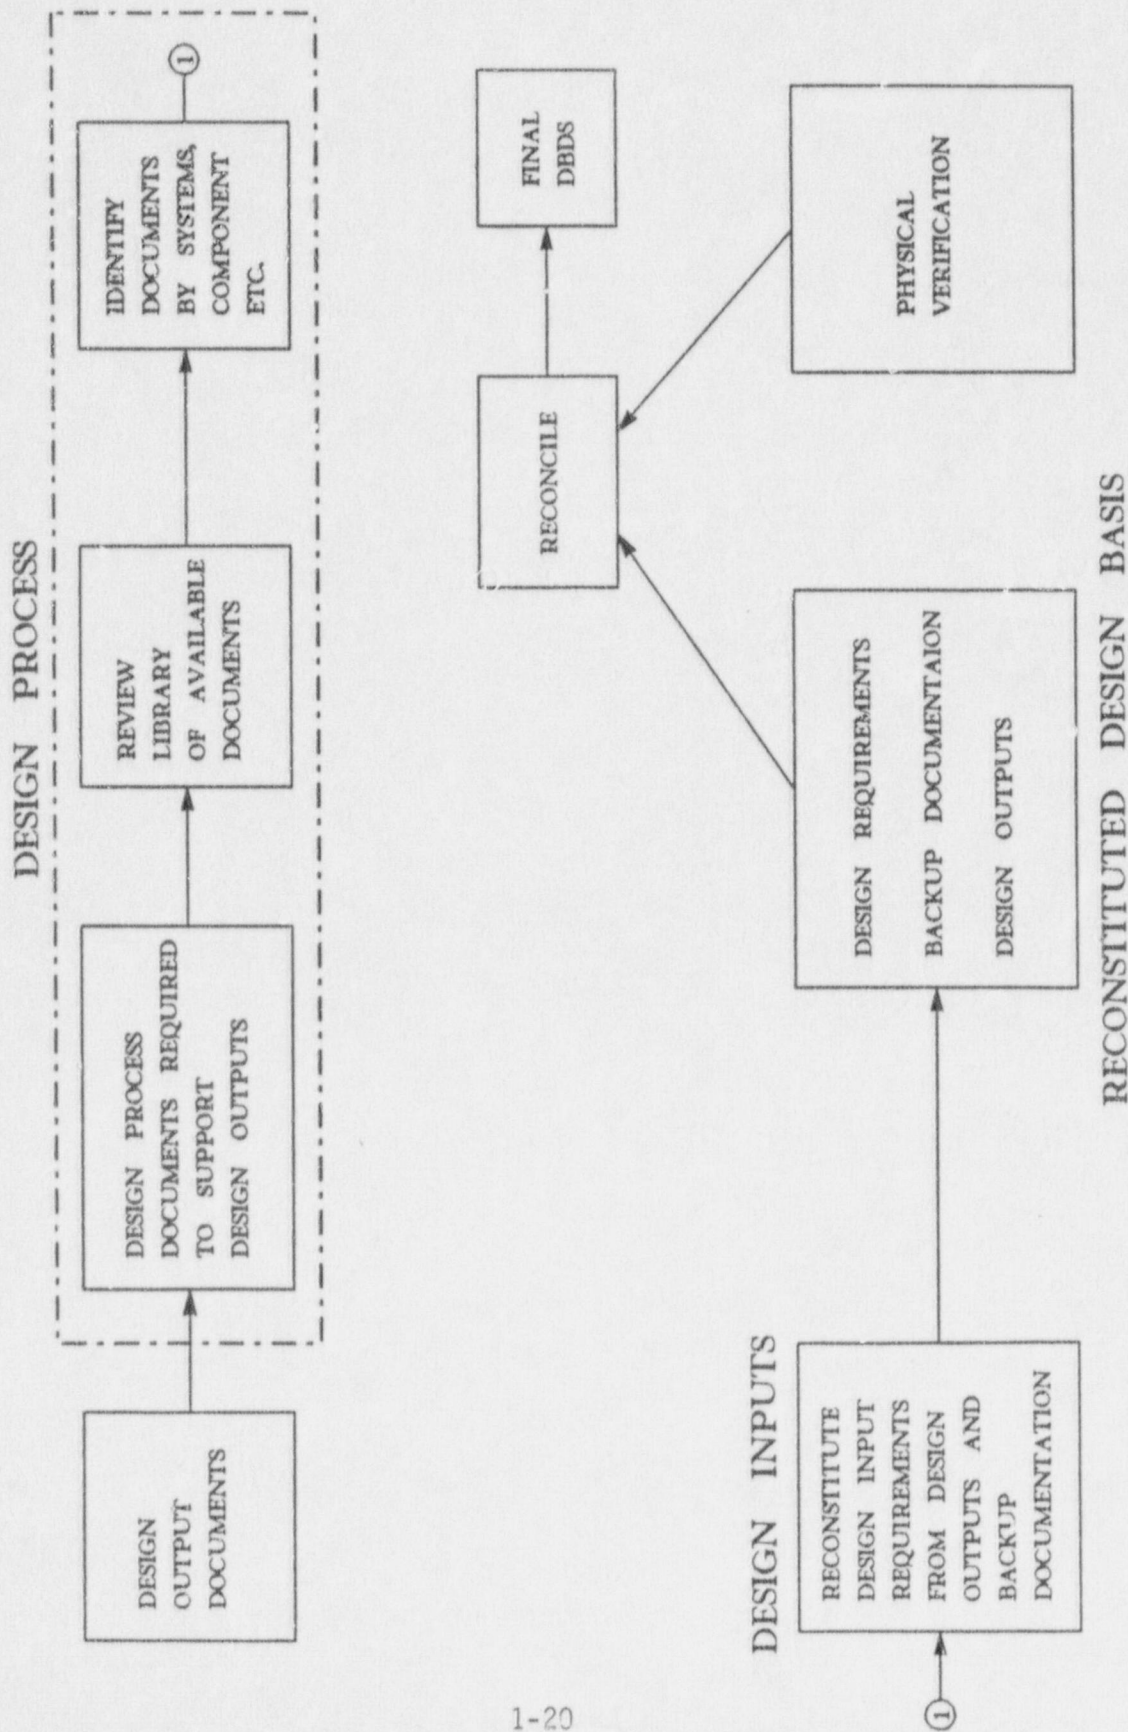 DESIGN PROCESS
DESIGN
OUTPUT
DOCUMENTS
DESIGN PROCESS
DOCUMENTS REQUIRED
TO SUPPORT
DESIGN OUTPUTS
REVIEW
LIBRARY
OF AVAILABLE
DOCUMENTS
IDENTIFY
DOCUMENTS
BY SYSTEMS,
COMPONENT
ETC.
1
RECONCILE
FINAL
DBDS
DESIGN INPUTS
1
RECONSTITUTE
DESIGN INPUT
REQUIREMENTS
FROM DESIGN
OUTPUTS AND
BACKUP
DOCUMENTATION
DESIGN REQUIREMENTS
BACKUP DOCUMENTAION
DESIGN OUTPUTS
PHYSICAL
VERIFICATION
RECONSTITUTED DESIGN BASIS
1-20